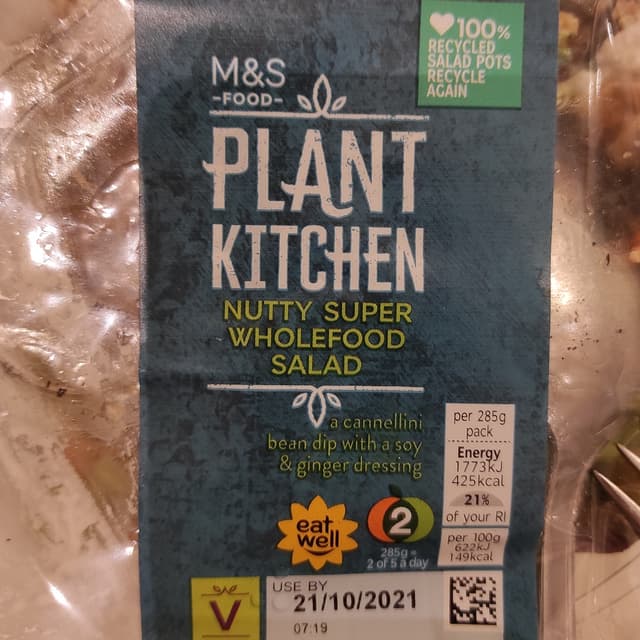 100%
RECYCLED
SALAD POTS
RECYCLE
AGAIN
M&S
-FOOD-
PLANT
KITCHEN
NUTTY SUPER
WHOLEFOOD
SALAD
a cannellini
bean dip with a soy
& ginger dressing
per 285g
pack
Energy
1773kJ
425kcal
21%
of your RI
per 100g
622kJ
149kcal
eat
well
2
285g =
2 of 5 a day
V
USE BY
21/10/2021
07:19